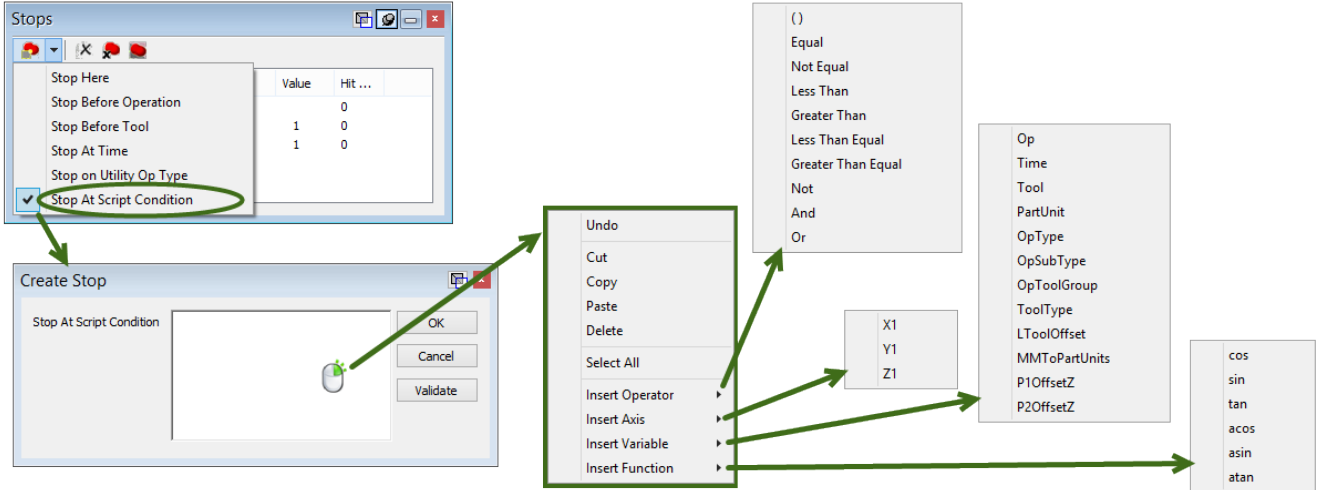 Stops
Stop Here
Stop Before Operation
Stop Before Tool
Stop At Time
Stop on Utility Op Type
Stop At Script Condition
Value Hit ...
0
1 0
1 0
Create Stop
Stop At Script Condition
OK
Cancel
Validate
Undo
Cut
Copy
Paste
Delete
Select All
Insert Operator
Insert Axis
Insert Variable
Insert Function
( )
Equal
Not Equal
Less Than
Greater Than
Less Than Equal
Greater Than Equal
Not
And
Or
X1
Y1
Z1
Op
Time
Tool
PartUnit
OpType
OpSubType
OpToolGroup
ToolType
LToolOffset
MMToPartUnits
P1OffsetZ
P2OffsetZ
cos
sin
tan
acos
asin
atan